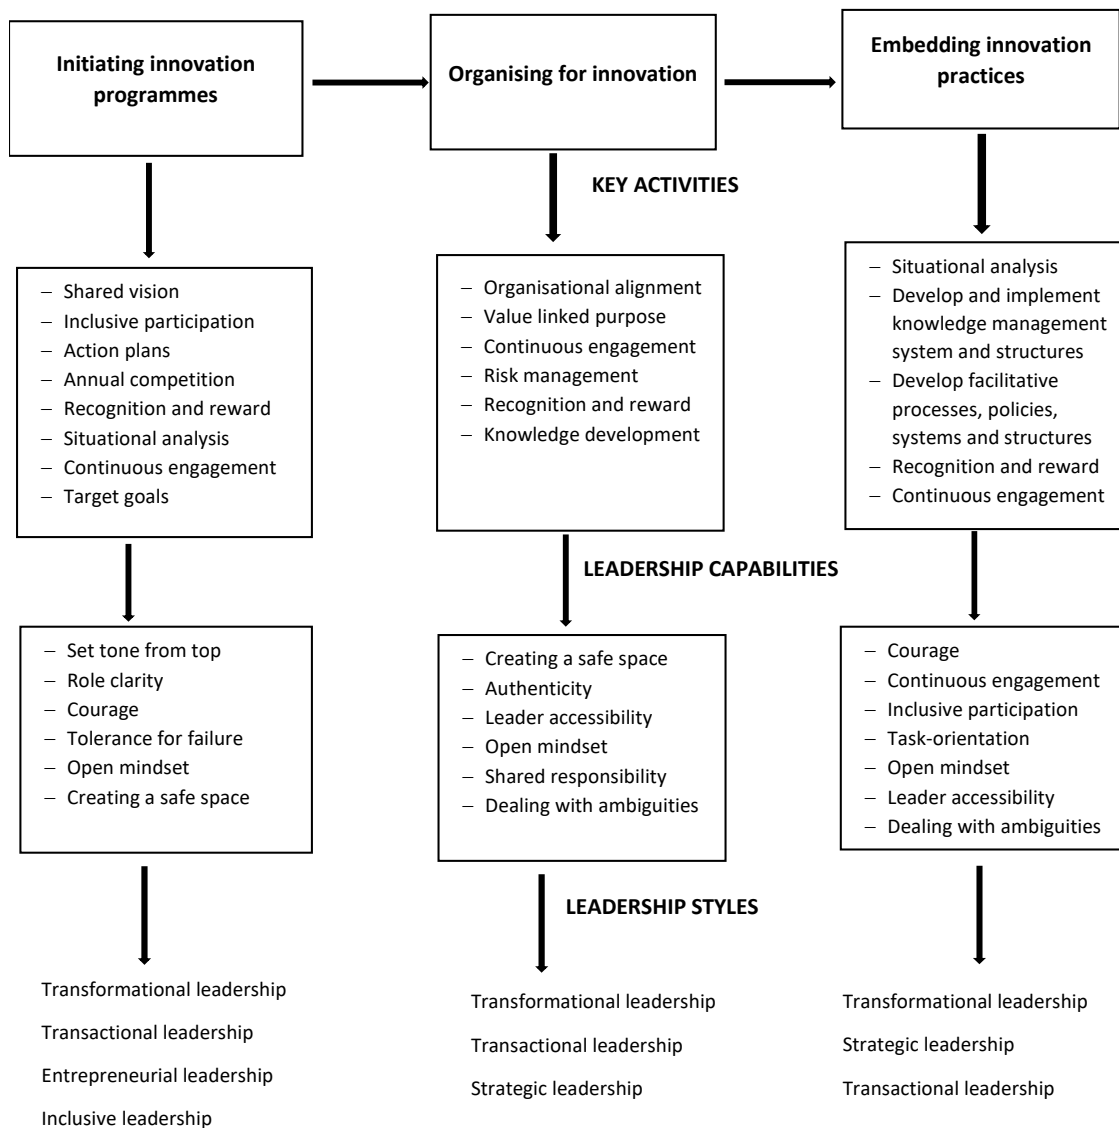 Initiating innovation
programmes
Organising for innovation
Embedding innovation
practices
KEY ACTIVITIES
– Shared vision
– Inclusive participation
– Action plans
– Annual competition
– Recognition and reward
– Situational analysis
– Continuous engagement
– Target goals
– Organisational alignment
– Value linked purpose
– Continuous engagement
– Risk management
– Recognition and reward
– Knowledge development
– Situational analysis
– Develop and implement
knowledge management
system and structures
– Develop facilitative
processes, policies,
systems and structures
– Recognition and reward
– Continuous engagement
LEADERSHIP CAPABILITIES
– Set tone from top
– Role clarity
– Courage
– Tolerance for failure
– Open mindset
– Creating a safe space
– Creating a safe space
– Authenticity
– Leader accessibility
– Open mindset
– Shared responsibility
– Dealing with ambiguities
– Courage
– Continuous engagement
– Inclusive participation
– Task-orientation
– Open mindset
– Leader accessibility
– Dealing with ambiguities
LEADERSHIP STYLES
Transformational leadership
Transactional leadership
Entrepreneurial leadership
Inclusive leadership
Transformational leadership
Transactional leadership
Strategic leadership
Transformational leadership
Strategic leadership
Transactional leadership